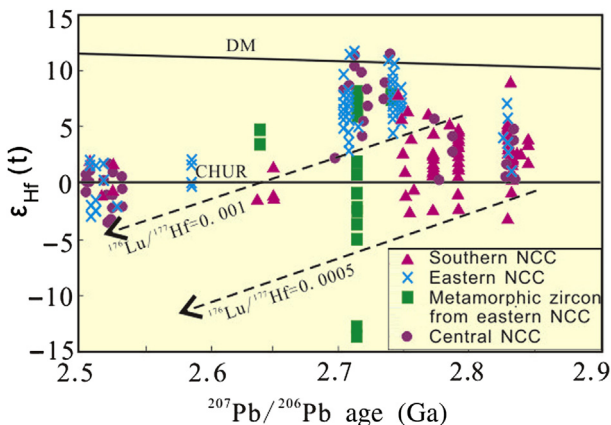 15
10
5
0
-5
-10
-15
εHf (t)
DM
CHUR
¹⁷⁶Lu/¹⁷⁷Hf=0.001
¹⁷⁶Lu/¹⁷⁷Hf=0.0005
Southern NCC
Eastern NCC
Metamorphic zircon
from eastern NCC
Central NCC
2.5 2.6 2.7 2.8 2.9
²⁰⁷Pb/²⁰⁶Pb age (Ga)